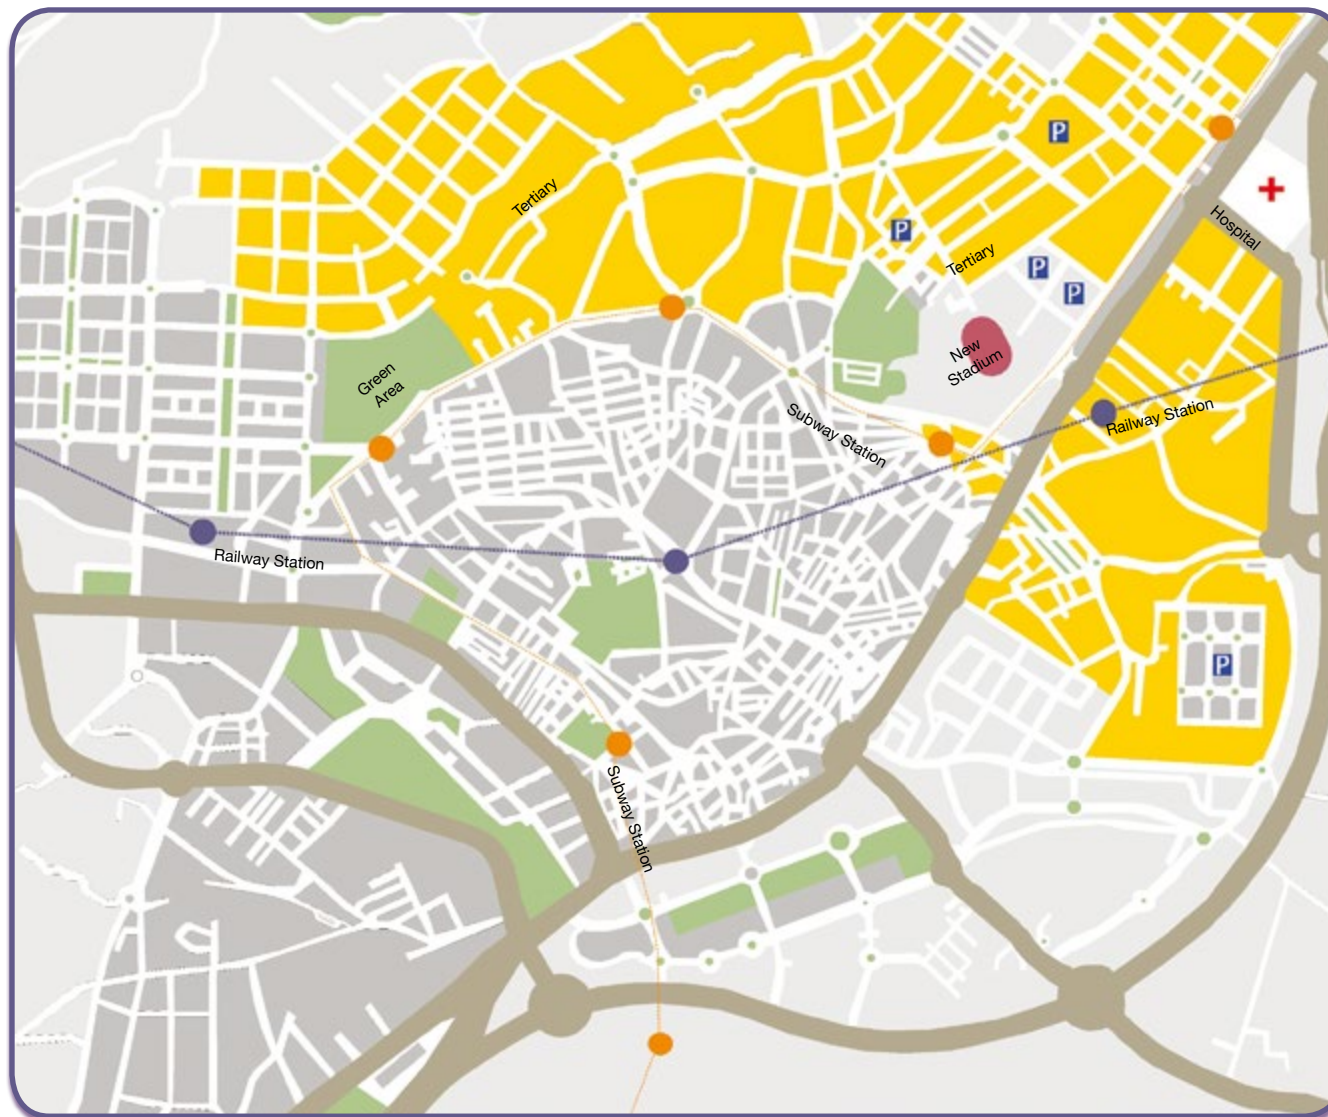 P
Tertiary
Hospital
P
Tertiary
P
P
New
Stadium
Green
Area
Railway Station
Subway Station
Railway Station
P
Subway Station